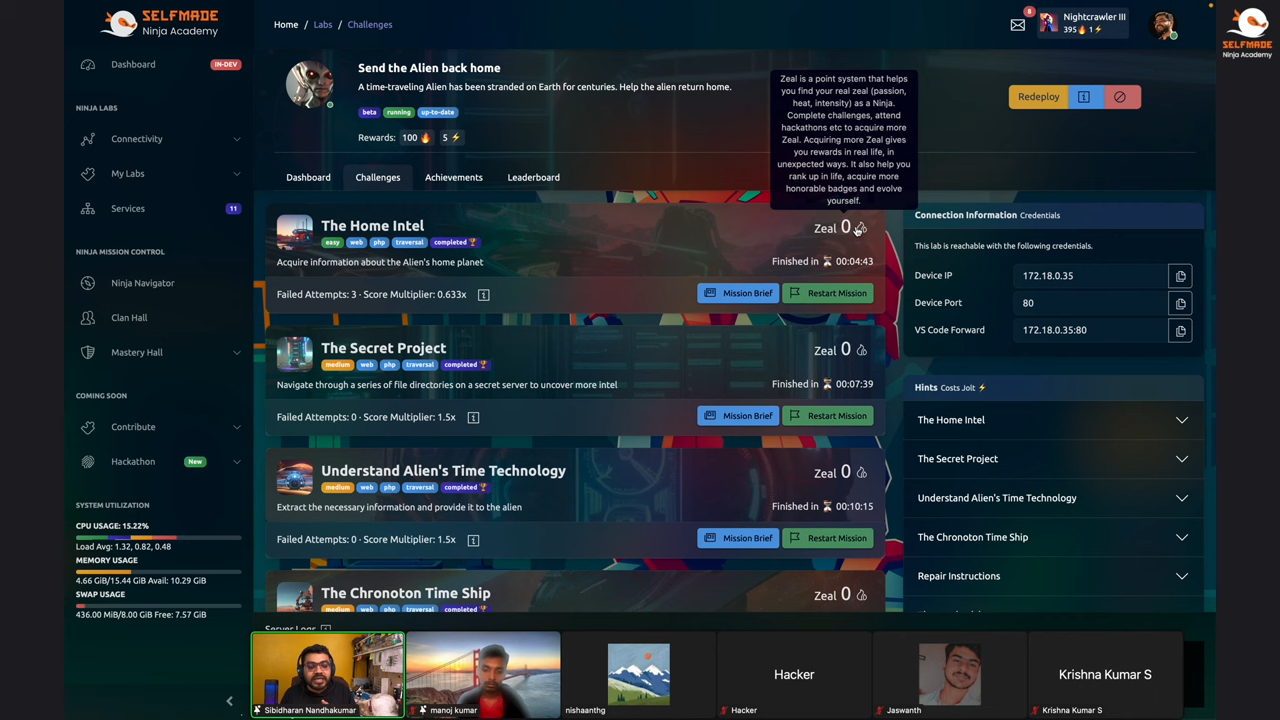 SELFMADE
Ninja Academy
Home / Labs / Challenges
8
Nightcrawler III
395 1
SELFMADE
Ninja Academy
Dashboard
IN-DEV
NINJA LABS
Connectivity
My Labs
Services
11
NINJA MISSION CONTROL
Ninja Navigator
Clan Hall
Mastery Hall
COMING SOON
Contribute
Hackathon
New
SYSTEM UTILIZATION
CPU USAGE: 15.22%
Load Avg: 1.32, 0.82, 0.48
MEMORY USAGE
4.66 GiB/15.44 GiB Avail: 10.29 GiB
SWAP USAGE
436.00 MiB/8.00 GiB Free: 7.57 GiB
Send the Alien back home
A time-traveling Alien has been stranded on Earth for centuries. Help the alien return home.
beta running up-to-date
Rewards: 100 5
Zeal is a point system that helps
you find your real zeal (passion,
heat, intensity) as a Ninja.
Complete challenges, attend
hackathons etc to acquire more
Zeal. Acquiring more Zeal gives
you rewards in real life, in
unexpected ways. It also help you
rank up in life, acquire more
honorable badges and evolve
yourself.
Redeploy
Dashboard Challenges Achievements Leaderboard
The Home Intel
easy web php traversal completed
Acquire information about the Alien's home planet
Zeal 0
Finished in 00:04:43
Failed Attempts: 3 · Score Multiplier: 0.633x
Mission Brief
Restart Mission
The Secret Project
medium web php traversal completed
Navigate through a series of file directories on a secret server to uncover more intel
Zeal 0
Finished in 00:07:39
Failed Attempts: 0 · Score Multiplier: 1.5x
Mission Brief
Restart Mission
Understand Alien's Time Technology
medium web php traversal completed
Extract the necessary information and provide it to the alien
Zeal 0
Finished in 00:10:15
Failed Attempts: 0 · Score Multiplier: 1.5x
Mission Brief
Restart Mission
The Chronoton Time Ship
medium web php traversal completed
Zeal 0
Connection Information Credentials
This lab is reachable with the following credentials.
Device IP 172.18.0.35
Device Port 80
VS Code Forward 172.18.0.35:80
Hints Costs Jolt
The Home Intel
The Secret Project
Understand Alien's Time Technology
The Chronoton Time Ship
Repair Instructions
Server Logs
Sibidharan Nandhakumar
manoj kumar
nishaanthg
Hacker
Hacker
Jaswanth
Krishna Kumar S
Krishna Kumar S